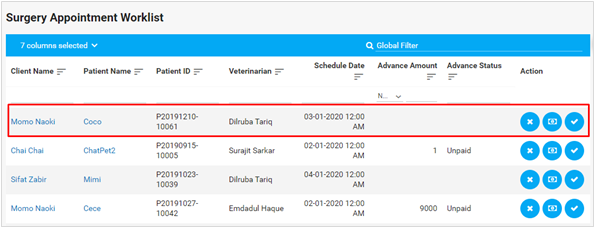 Surgery Appointment Worklist
7 columns selected
Global Filter
Client Name Patient Name Patient ID Veterinarian Schedule Date Advance Amount Advance Status Action
N...
Momo Naoki Coco P20191210-10061 Dilruba Tariq 03-01-2020 12:00 AM
Chai Chai ChatPet2 P20190915-10005 Surajit Sarkar 02-01-2020 12:00 AM 1 Unpaid
Sifat Zabir Mimi P20191023-10039 Dilruba Tariq 04-01-2020 12:00 AM
Momo Naoki Cece P20191027-10042 Emdadul Haque 02-01-2020 12:00 AM 9000 Unpaid